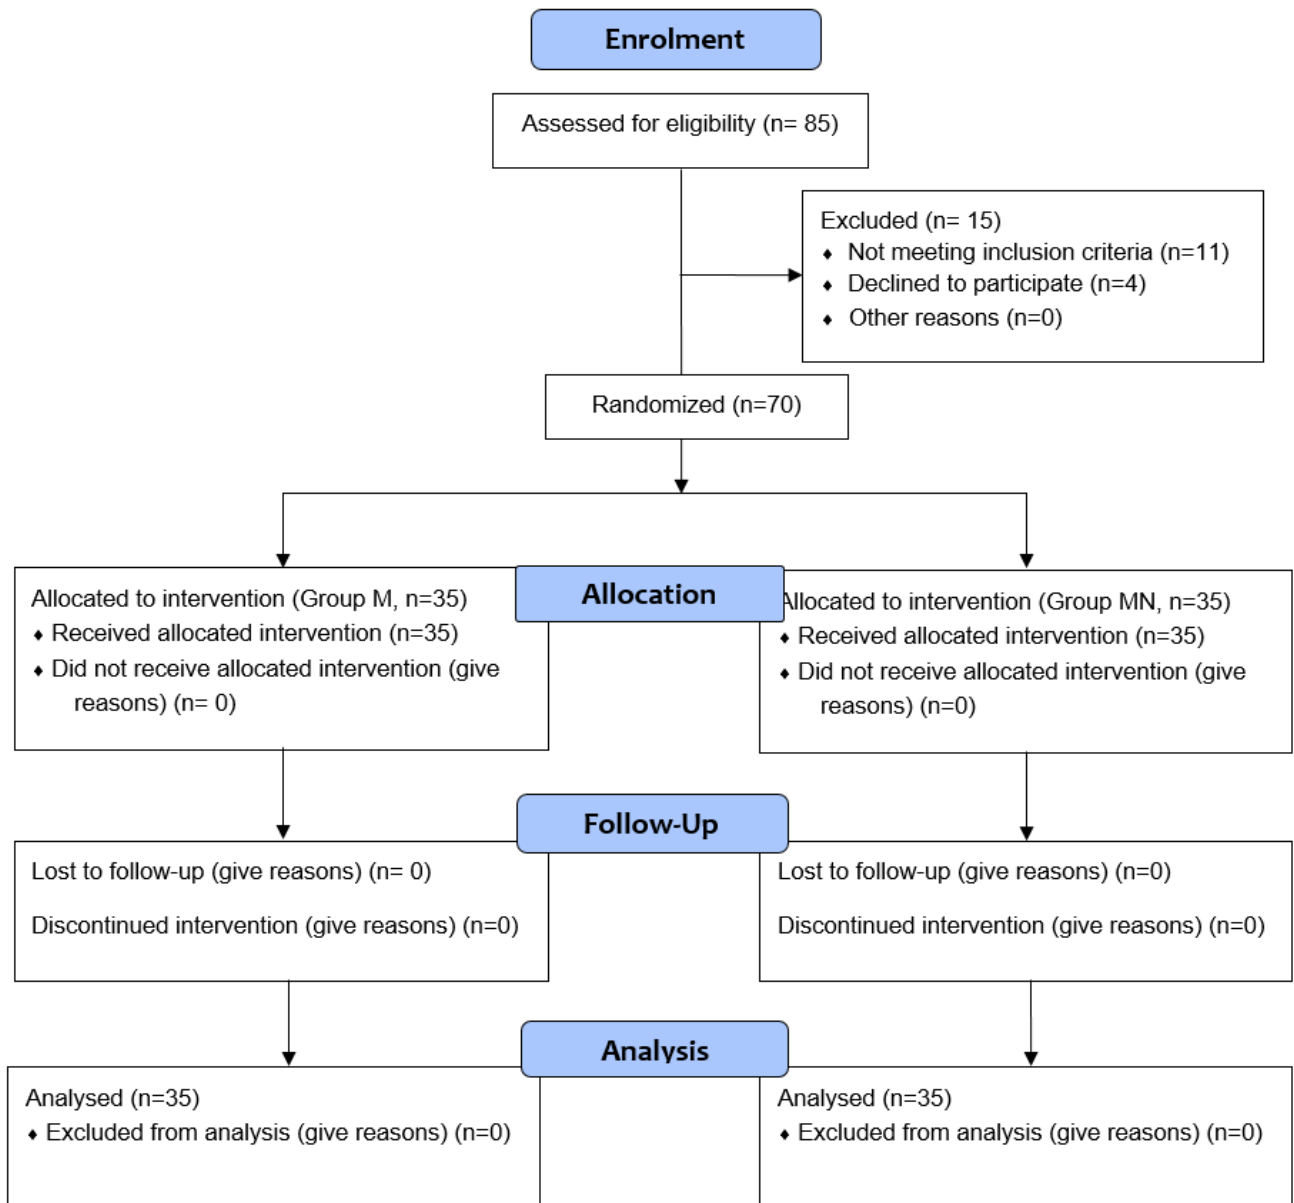 Enrolment
Assessed for eligibility (n= 85)
Excluded (n= 15)
♦ Not meeting inclusion criteria (n=11)
♦ Declined to participate (n=4)
♦ Other reasons (n=0)
Randomized (n=70)
Allocation
Allocated to intervention (Group M, n=35)
♦ Received allocated intervention (n=35)
♦ Did not receive allocated intervention (give
reasons) (n= 0)
Allocated to intervention (Group MN, n=35)
♦ Received allocated intervention (n=35)
♦ Did not receive allocated intervention (give
reasons) (n=0)
Follow-Up
Lost to follow-up (give reasons) (n= 0)
Discontinued intervention (give reasons) (n=0)
Lost to follow-up (give reasons) (n=0)
Discontinued intervention (give reasons) (n=0)
Analysis
Analysed (n=35)
♦ Excluded from analysis (give reasons) (n=0)
Analysed (n=35)
♦ Excluded from analysis (give reasons) (n=0)